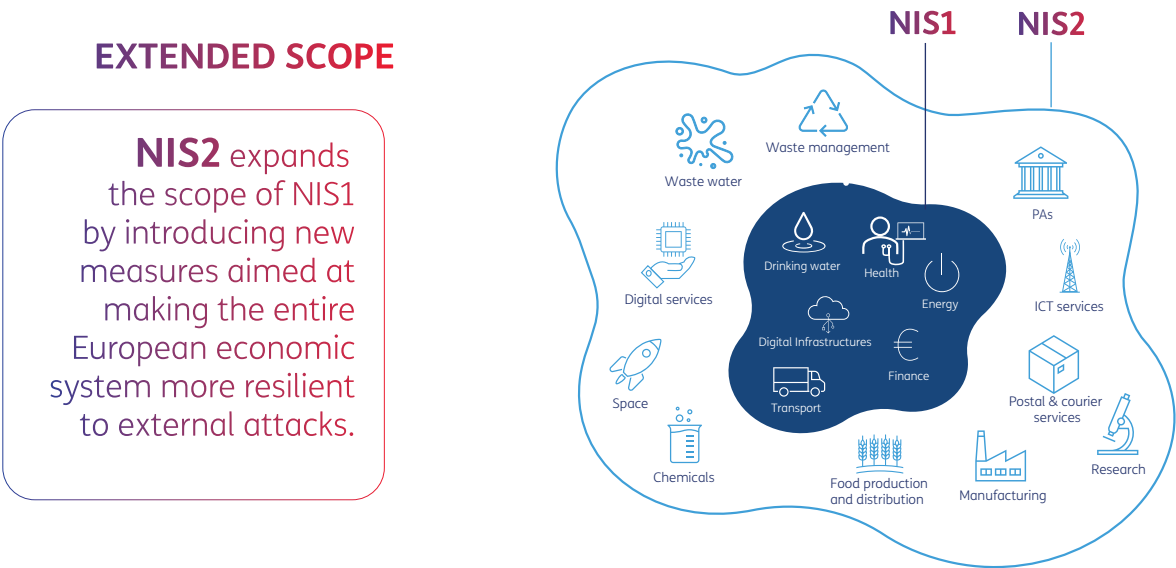 EXTENDED SCOPE
NIS2 expands
the scope of NIS1
by introducing new
measures aimed at
making the entire
European economic
system more resilient
to external attacks.
NIS1
NIS2
Waste management
Waste water
PAs
Drinking water
Health
Digital services
Energy
ICT services
Digital Infrastructures
Finance
Space
Transport
Postal & courier
services
Chemicals
Research
Food production
and distribution
Manufacturing